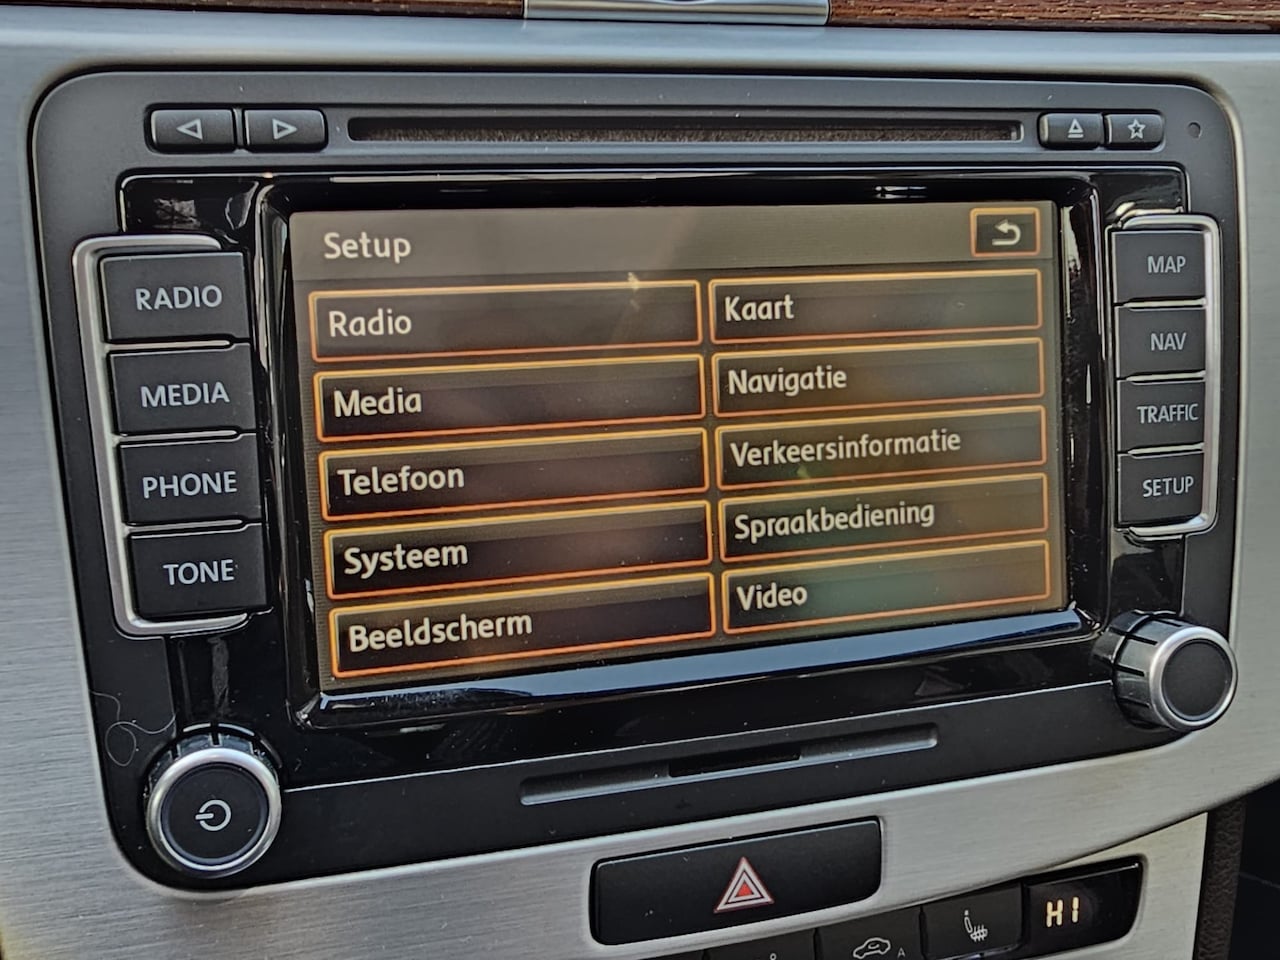 RADIO
MEDIA
PHONE
TONE
Setup
Radio
Kaart
Media
Navigatie
Telefoon
Verkeersinformatie
Systeem
Spraakbediening
Beeldscherm
Video
MAP
NAV
TRAFFIC
SETUP
A
HI